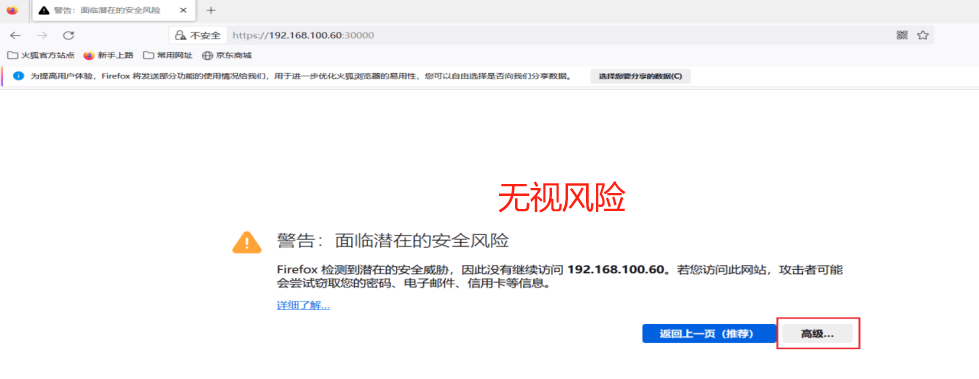 警告：面临潜在的安全风险
不安全 https://192.168.100.60:30000
火狐官方站点 新手上路 常用网址 京东商城
为提高用户体验，Firefox 将发送部分功能的使用情况给我们，用于进一步优化火狐浏览器的易用性，您可以自由选择是否向我们分享数据。 选择您要分享的数据(C)
无视风险
警告：面临潜在的安全风险
Firefox 检测到潜在的安全威胁，因此没有继续访问 192.168.100.60。若您访问此网站，攻击者可能
会尝试窃取您的密码、电子邮件、信用卡等信息。
详细了解...
返回上一页（推荐） 高级...